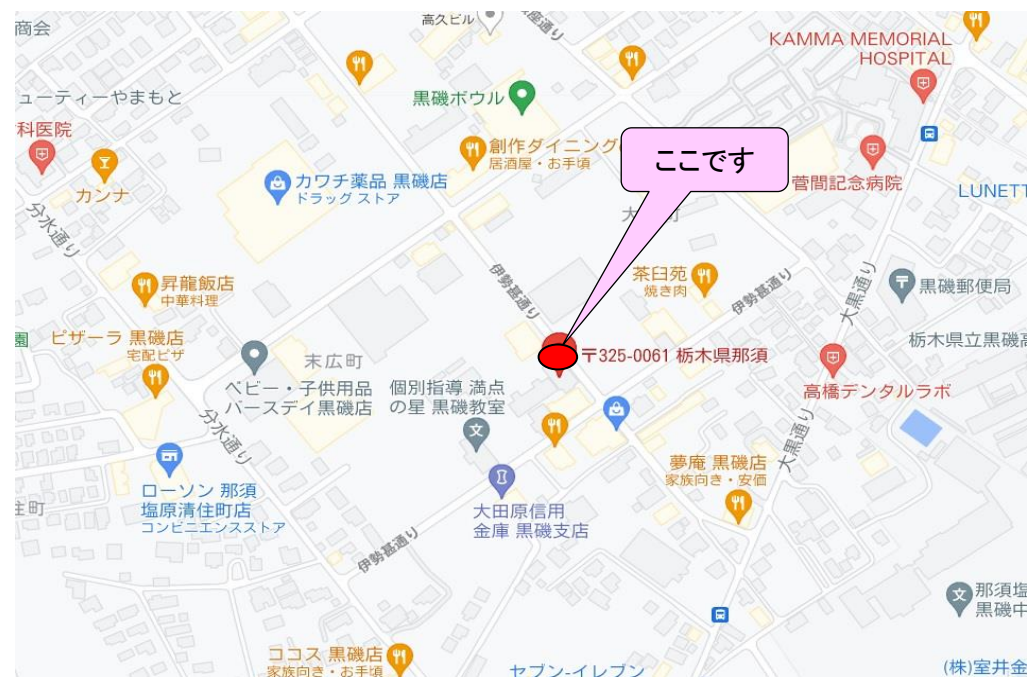 商会
高久ビル
KAMMA MEMORIAL
HOSPITAL
ューティーやまもと
黒磯ボウル
科医院
創作ダイニング
居酒屋・お手頃
ここです
カワチ薬品 黒磯店
ドラッグ ストア
菅間記念病院
カンナ
LUNETT
分水通り
大
町
伊勢甚通り
茶臼苑
焼き肉
伊勢甚通り
大黒通り
昇龍飯店
中華料理
黒磯郵便局
園
ピザーラ 黒磯店
宅配ピザ
末広町
〒325-0061 栃木県那須
栃木県立黒磯高
ベビー・子供用品
バースデイ黒磯店
個別指導 満点
の星 黒磯教室
高橋デンタルラボ
分水通り
大黒通り
夢庵 黒磯店
家族向き・安価
ローソン 那須
塩原清住町店
コンビニエンスストア
主町
大田原信用
金庫 黒磯支店
伊勢甚通り
那須塩
黒磯中
ココス 黒磯店
家族向き・お手頃
セブン-イレブン
(株)室井金